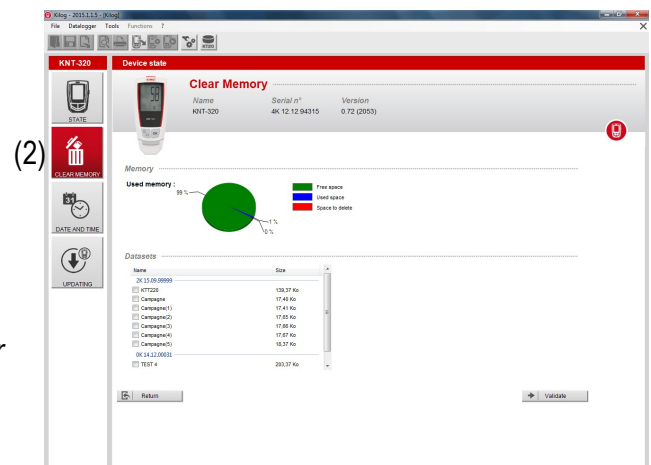 Kilog - 2015.1.1.5 - [Kilog]
File Datalogger Tools Functions ?
KNT-320
Device state
Clear Memory
Name Serial n° Version
KNT-320 4K 12.12.94315 0.72 (2053)
STATE
(2)
CLEAR MEMORY
Memory
Used memory :
99 %
Free space
Used space
Space to delete
1 %
0 %
31
DATE AND TIME
Datasets
Name Size
2K 15.09.99999
KTT220 139,37 Ko
Campagne 17,40 Ko
Campagne(1) 17,41 Ko
Campagne(2) 17,65 Ko
Campagne(3) 17,66 Ko
Campagne(4) 17,67 Ko
Campagne(5) 18,37 Ko
0K 14.12.00031
TEST 4 203,37 Ko
UPDATING
r
Return
Validate